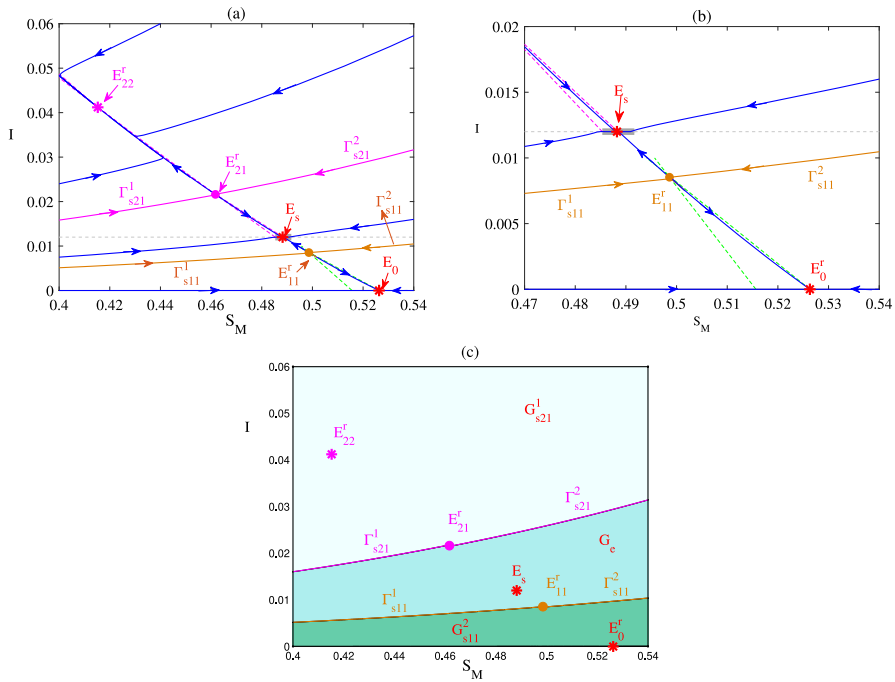 (a)
0.06
0.05
0.04
0.03
0.02
0.01
0
I
E^r_22
E^r_21
Γ^2_s21
Γ^1_s21
E_s
Γ^2_s11
Γ^1_s11
E^r_11
E_0
0.4 0.42 0.44 0.46 0.48 0.5 0.52 0.54
S_M
(b)
0.02
0.015
0.01
0.005
0
I
E_s
Γ^1_s11
E^r_11
Γ^2_s11
E^r_0
0.47 0.48 0.49 0.5 0.51 0.52 0.53 0.54
S_M
(c)
0.06
0.05
0.04
0.03
0.02
0.01
0
I
G^1_s21
E^r_22
Γ^2_s21
E^r_21
Γ^1_s21
G_e
E_s
E^r_11
Γ^2_s11
Γ^1_s11
G^2_s11
E^r_0
0.4 0.42 0.44 0.46 0.48 0.5 0.52 0.54
S_M